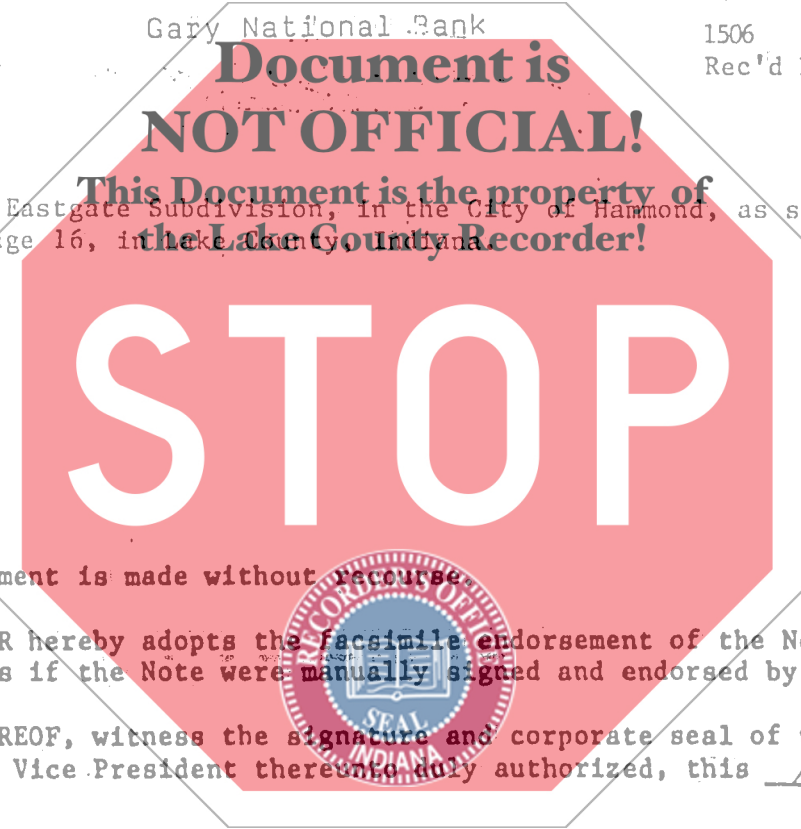 Gary National Bank
1506
Rec'd
Document is
NOT OFFICIAL!
This Document is the property of
the Lake County Recorder!
Eastgate Subdivision, in the City of Hammond, as s
ge 16, in Lake County, Indiana.
STOP
ment is made without recourse.
R hereby adopts the facsimile endorsement of the N
s if the Note were manually signed and endorsed by
REOF, witness the signature and corporate seal of
Vice President thereunto duly authorized, this
RECORDER'S OFFICE
SEAL
INDIANA